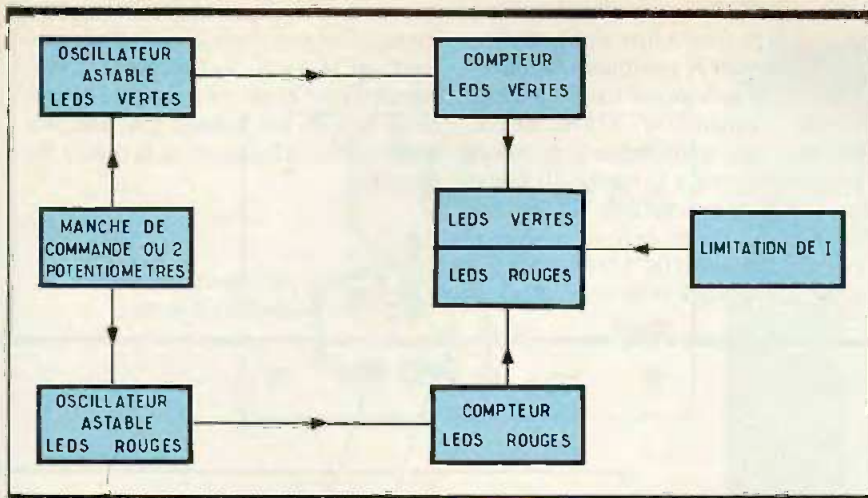 OSCILLATEUR
ASTABLE
LEDS VERTES
COMPTEUR
LEDS VERTES
MANCHE DE
COMMANDE OU 2
POTENTIOMETRES
LEDS VERTES
LEDS ROUGES
LIMITATION DE I
OSCILLATEUR
ASTABLE
LEDS ROUGES
COMPTEUR
LEDS ROUGES